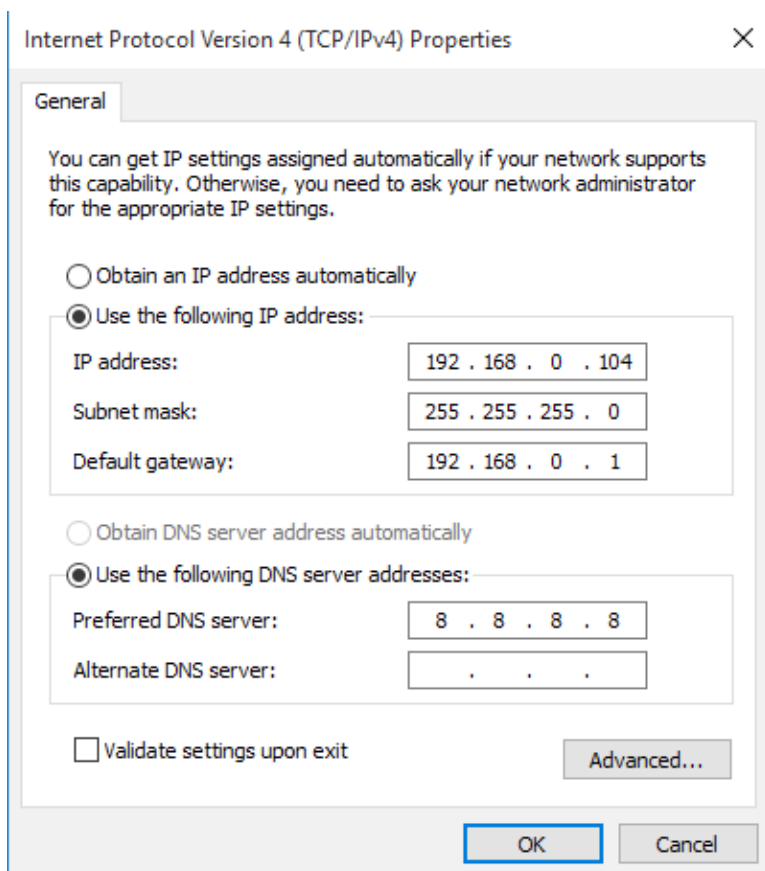 Internet Protocol Version 4 (TCP/IPv4) Properties
General
You can get IP settings assigned automatically if your network supports
this capability. Otherwise, you need to ask your network administrator
for the appropriate IP settings.
Obtain an IP address automatically
Use the following IP address:
IP address: 192 . 168 . 0 . 104
Subnet mask: 255 . 255 . 255 . 0
Default gateway: 192 . 168 . 0 . 1
Obtain DNS server address automatically
Use the following DNS server addresses:
Preferred DNS server: 8 . 8 . 8 . 8
Alternate DNS server: . . .
Validate settings upon exit
Advanced...
OK Cancel